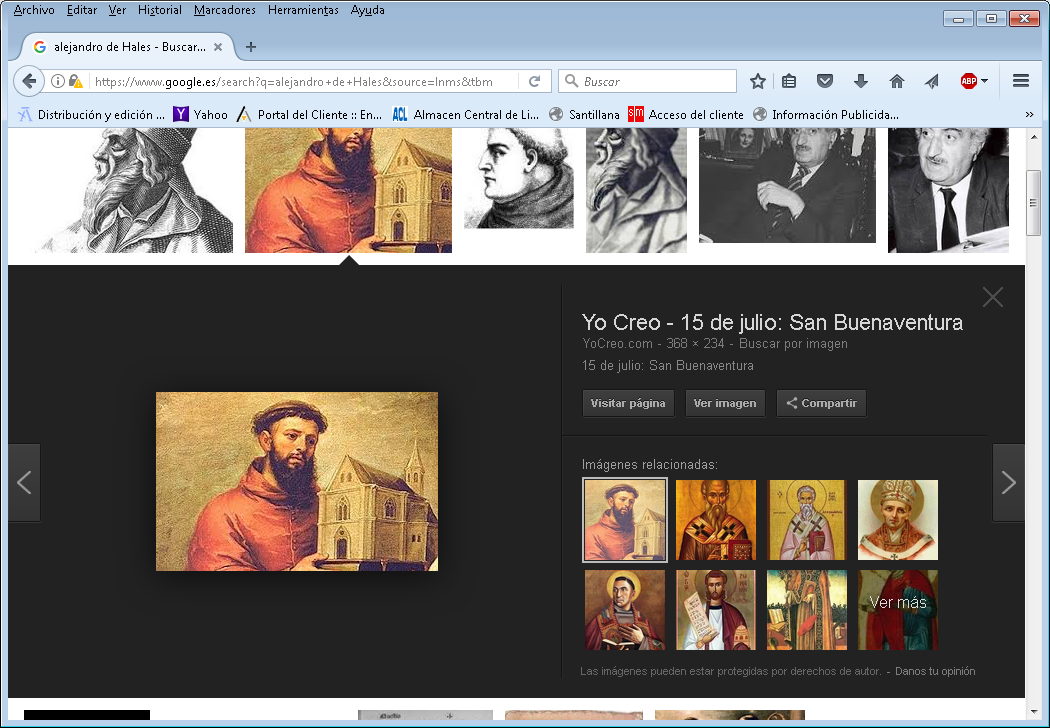 Archivo Editar Ver Historial Marcadores Herramientas Ayuda
alejandro de Hales - Buscar...
https://www.google.es/search?q=alejandro+de+Hales&source=lnms&tbm
Buscar
ABP
Distribución y edición ... Yahoo Portal del Cliente :: En... ACL Almacen Central de Li... Santillana sm Acceso del cliente Información Publicida...
Yo Creo - 15 de julio: San Buenaventura
YoCreo.com - 368 × 234 - Buscar por imagen
15 de julio: San Buenaventura
Visitar página Ver imagen Compartir
Imágenes relacionadas:
Ver más
Las imágenes pueden estar protegidas por derechos de autor. - Danos tu opinión